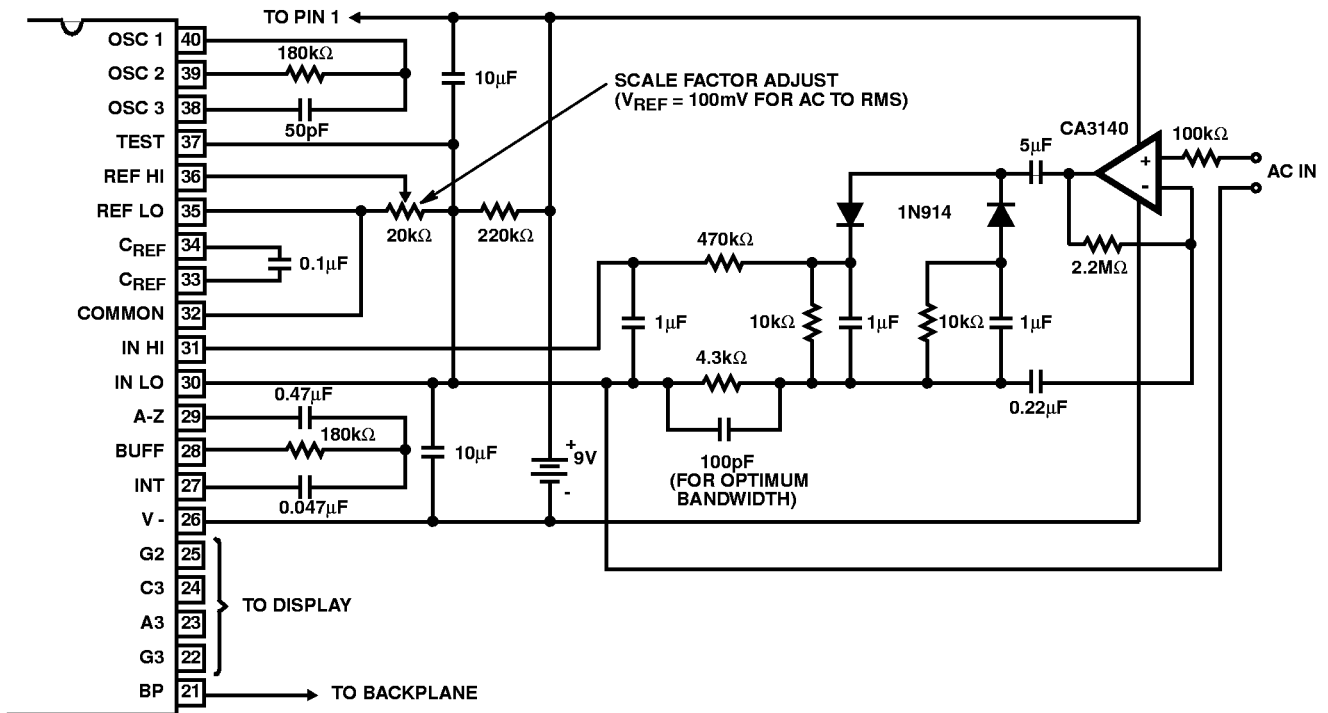 TO PIN 1
OSC 1 40
OSC 2 39
OSC 3 38
TEST 37
REF HI 36
REF LO 35
CREF 34
CREF 33
COMMON 32
IN HI 31
IN LO 30
A-Z 29
BUFF 28
INT 27
V - 26
G2 25
C3 24
A3 23
G3 22
BP 21
180kΩ
50pF
10µF
SCALE FACTOR ADJUST
(VREF = 100mV FOR AC TO RMS)
20kΩ
220kΩ
0.1µF
0.47µF
180kΩ
0.047µF
10µF
+
9V
-
TO DISPLAY
TO BACKPLANE
CA3140
+
-
100kΩ
AC IN
5µF
1N914
2.2MΩ
470kΩ
1µF
10kΩ
1µF
10kΩ
1µF
4.3kΩ
0.22µF
100pF
(FOR OPTIMUM
BANDWIDTH)